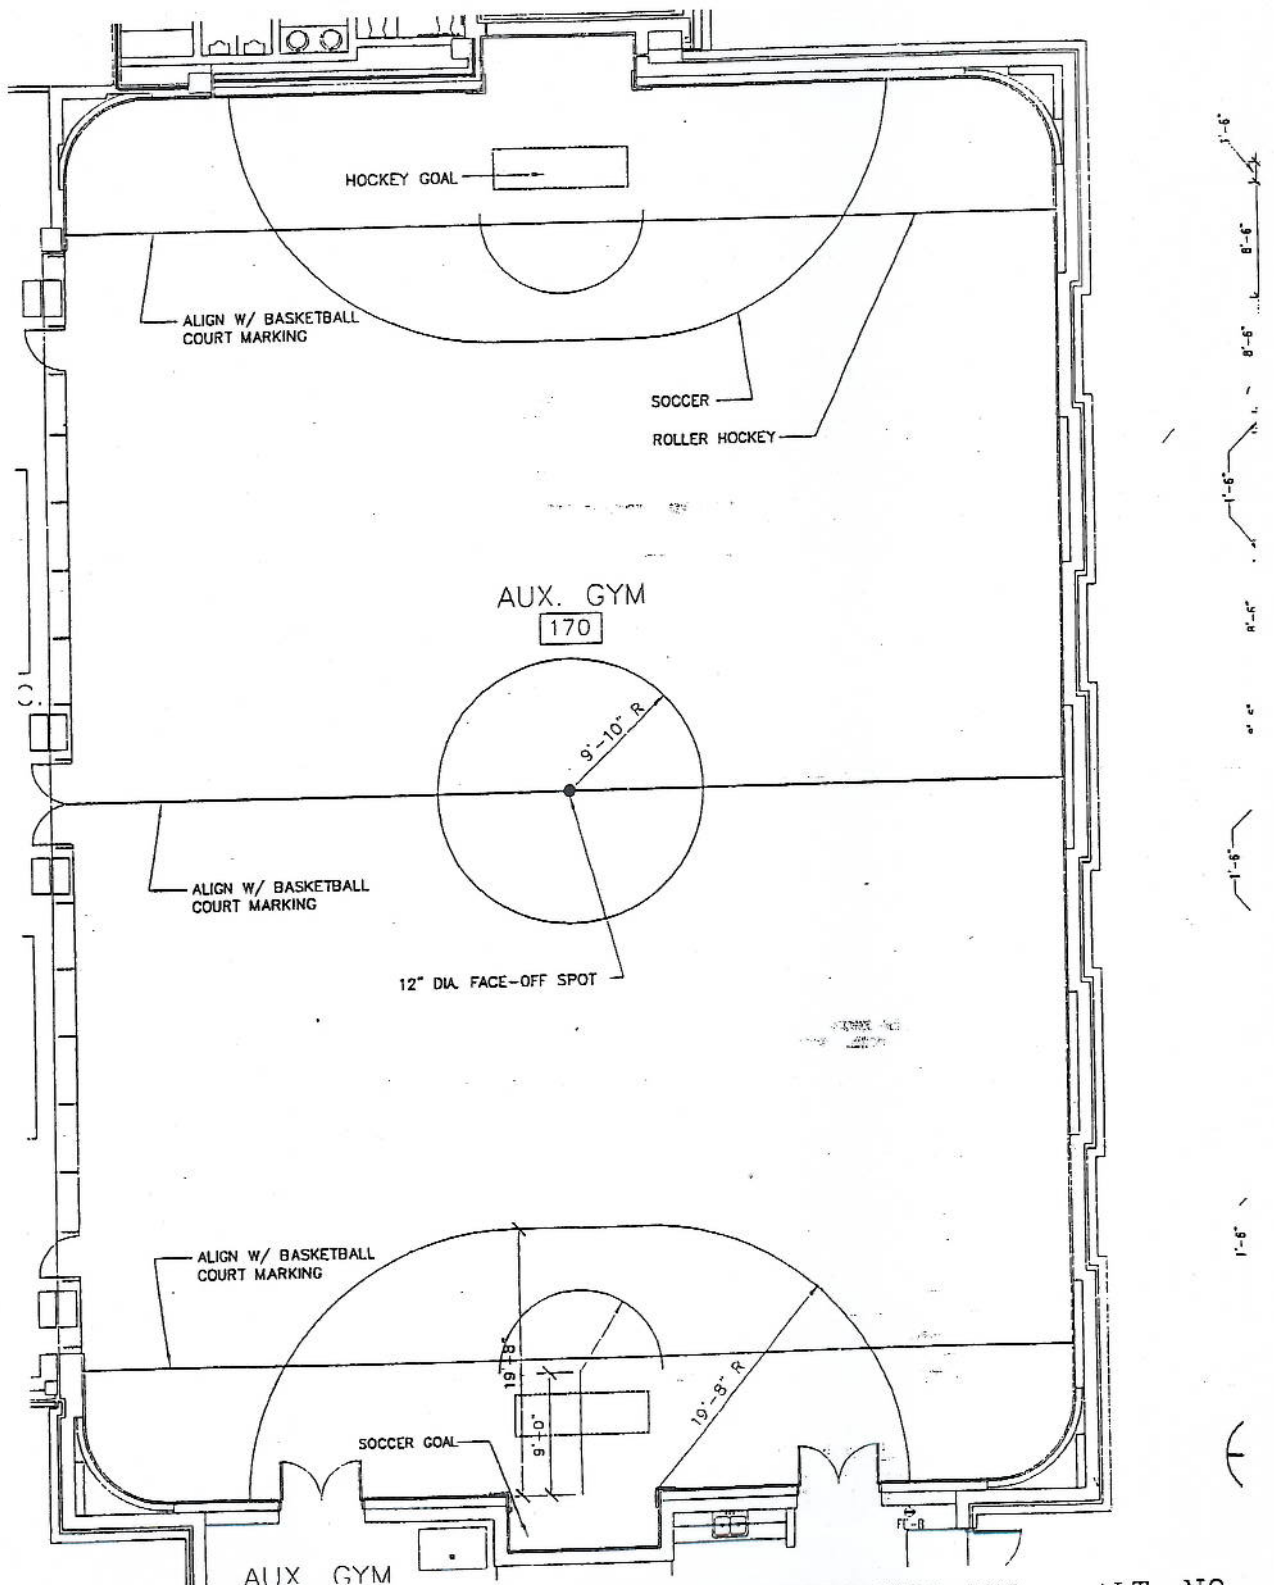 1'-6"
HOCKEY GOAL
8'-6"
ALIGN W/ BASKETBALL
COURT MARKING
8'-6"
SOCCER
ROLLER HOCKEY
1'-6"
AUX. GYM
170
8'-6"
9'-10" R
1'-6"
ALIGN W/ BASKETBALL
COURT MARKING
12" DIA. FACE-OFF SPOT
ALIGN W/ BASKETBALL
COURT MARKING
1'-6"
19'-8"
19'-8" R
9'-0"
SOCCER GOAL
AUX GYM